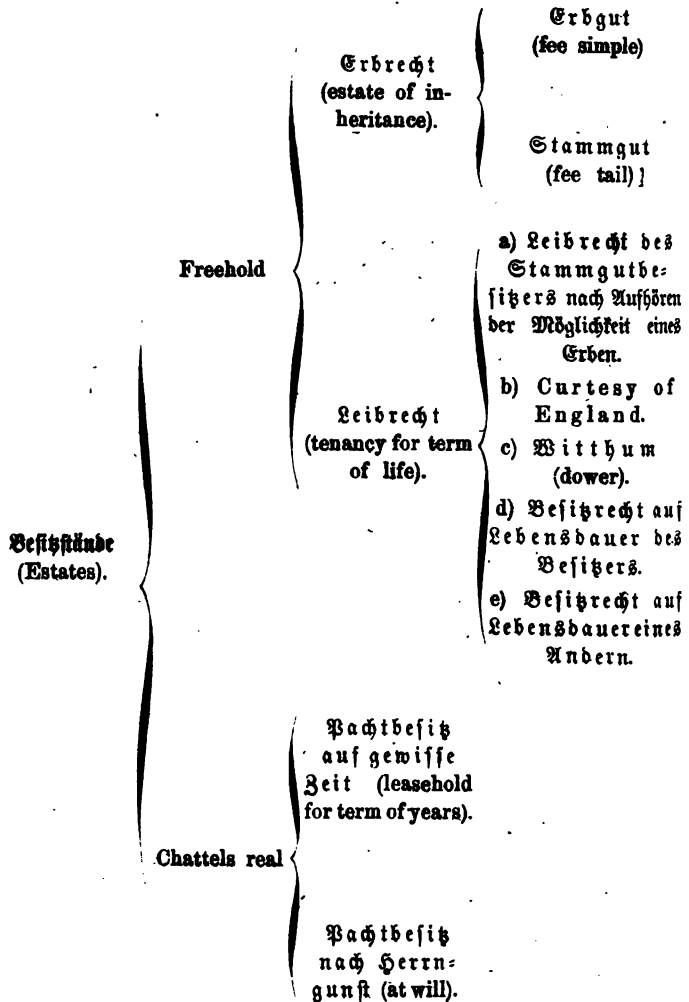 Besitzstände
(Estates).
Freehold
Erbrecht
(estate of in-
heritance).
Erbgut
(fee simple)
Stammgut
(fee tail)]
Leibrecht
(tenancy for term
of life).
a) Leibrecht des
Stammgutbe-
sitzers nach Aufhören
der Möglichkeit eines
Erben.
b) Curtesy of
England.
c) Witthum
(dower).
d) Besitzrecht auf
Lebensdauer des
Besitzers.
e) Besitzrecht auf
Lebensdauer eines
Andern.
Chattels real
Pachtbesitz
auf gewisse
Zeit (leasehold
for term of years).
Pachtbesitz
nach Herrn-
gunst (at will).